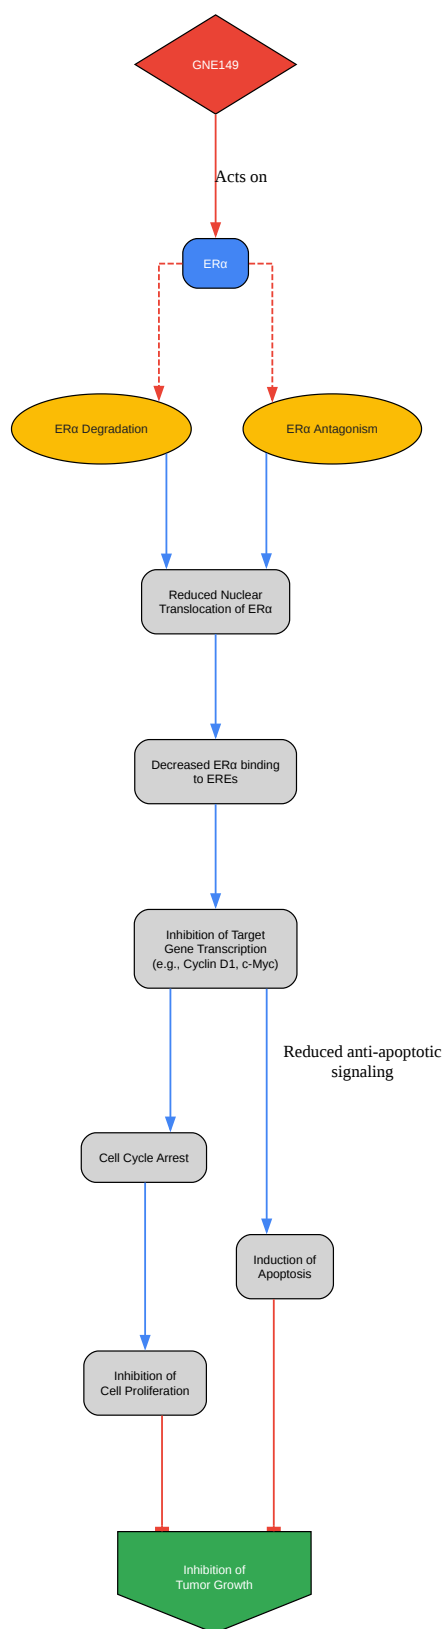 GNE149
Acts on
ERα
ERα Degradation
ERα Antagonism
Reduced Nuclear
Translocation of ERα
Decreased ERα binding
to EREs
Inhibition of Target
Gene Transcription
(e.g., Cyclin D1, c-Myc)
Reduced anti-apoptotic
signaling
Cell Cycle Arrest
Induction of
Apoptosis
Inhibition of
Cell Proliferation
Inhibition of
Tumor Growth